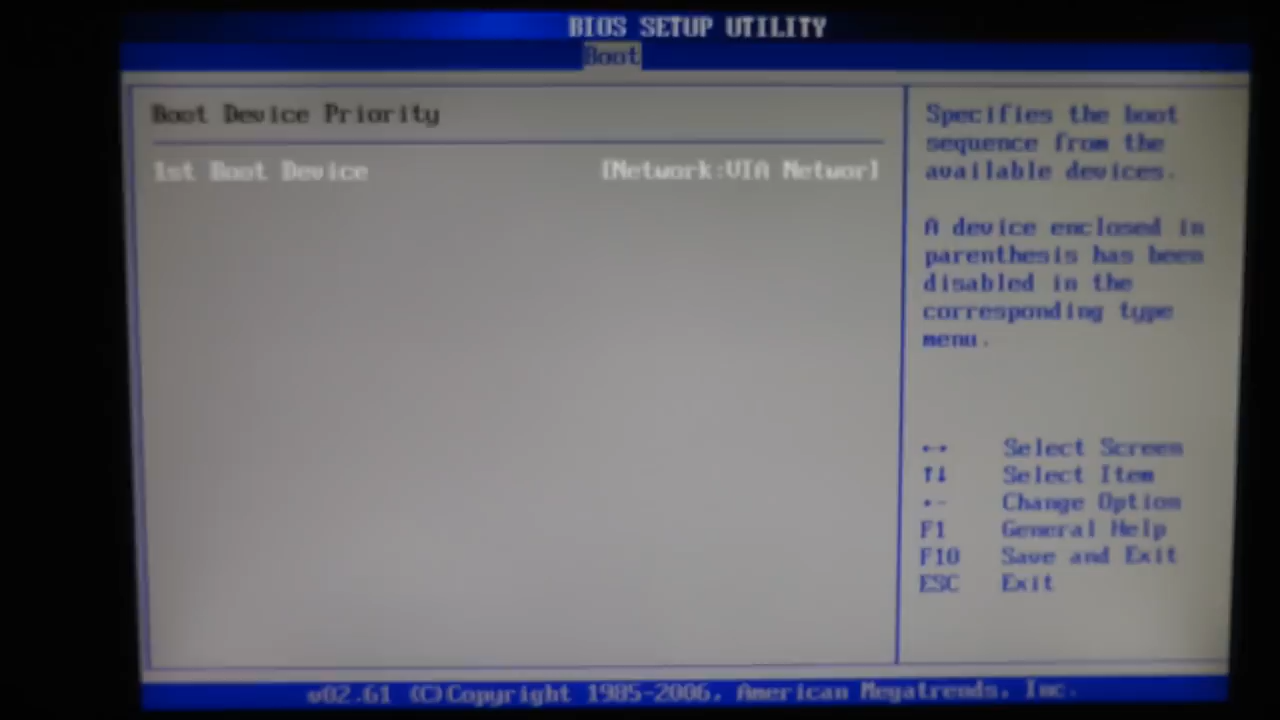 BIOS SETUP UTILITY
Boot
Boot Device Priority
1st Boot Device [Network:VIA Networ]
Specifies the boot
sequence from the
available devices.
A device enclosed in
parenthesis has been
disabled in the
corresponding type
menu.
←→ Select Screen
↑↓ Select Item
+- Change Option
F1 General Help
F10 Save and Exit
ESC Exit
v02.61 (C)Copyright 1985-2006, American Megatrends, Inc.